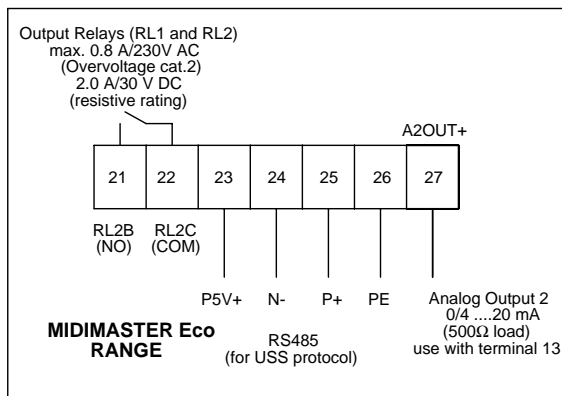 Output Relays (RL1 and RL2)
max. 0.8 A/230V AC
(Overvoltage cat.2)
2.0 A/30 V DC
(resistive rating)
A2OUT+
21 22 23 24 25 26 27
RL2B RL2C
(NO) (COM)
P5V+ N- P+ PE
MIDIMASTER Eco
RANGE
RS485
(for USS protocol)
Analog Output 2
0/4 ....20 mA
(500Ω load)
use with terminal 13